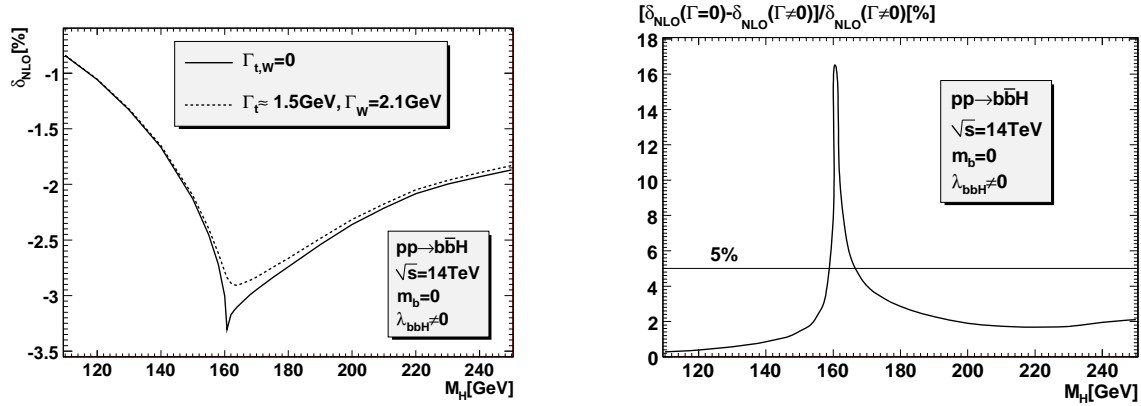 δNLO[%]
-1
-1.5
-2
-2.5
-3
-3.5
Γt,W=0
Γt≈ 1.5GeV, ΓW=2.1GeV
pp→bb̄H
√s=14TeV
mb=0
λbbH≠0
120 140 160 180 200 220 240
MH[GeV]
[δNLO(Γ=0)-δNLO(Γ≠0)]/δNLO(Γ≠0)[%]
18
16
14
12
10
8
6
4
2
0
pp→bb̄H
√s=14TeV
mb=0
λbbH≠0
5%
120 140 160 180 200 220 240
MH[GeV]